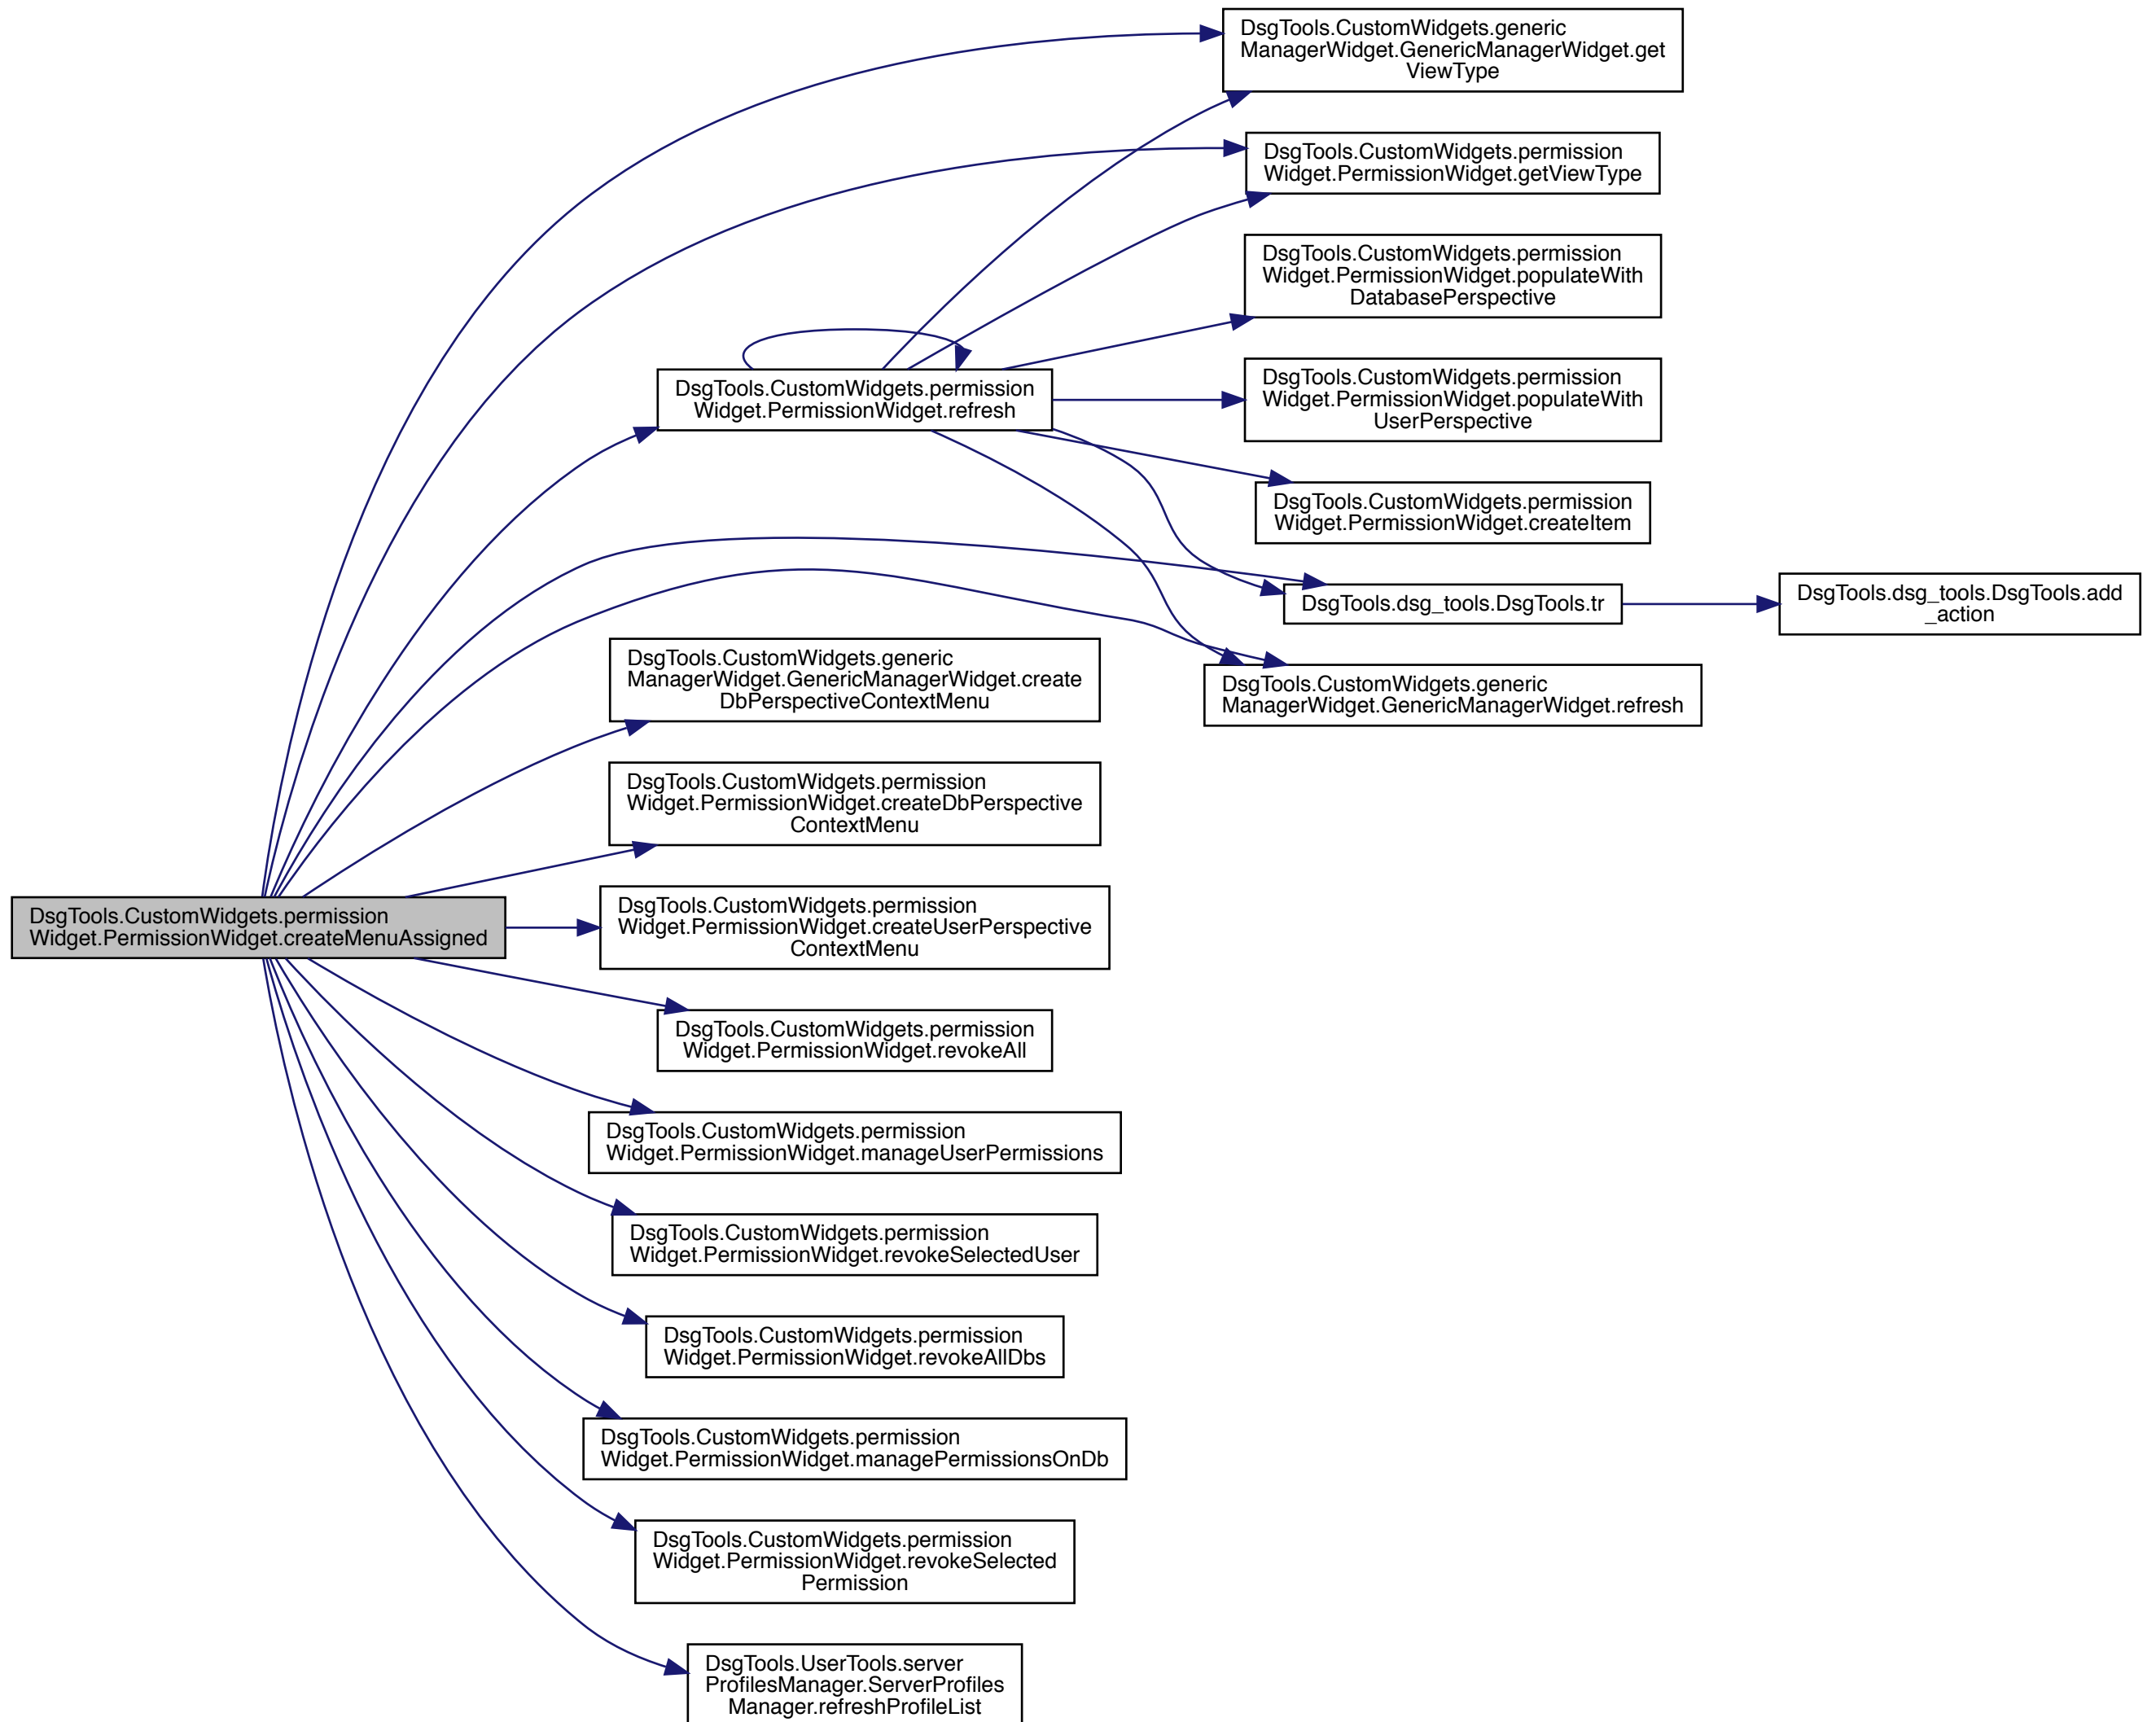 DsgTools.CustomWidgets.generic
ManagerWidget.GenericManagerWidget.get
ViewType
DsgTools.CustomWidgets.permission
Widget.PermissionWidget.getViewType
DsgTools.CustomWidgets.permission
Widget.PermissionWidget.populateWith
DatabasePerspective
DsgTools.CustomWidgets.permission
Widget.PermissionWidget.populateWith
UserPerspective
DsgTools.CustomWidgets.permission
Widget.PermissionWidget.refresh
DsgTools.CustomWidgets.permission
Widget.PermissionWidget.createItem
DsgTools.dsg_tools.DsgTools.tr
DsgTools.dsg_tools.DsgTools.add
_action
DsgTools.CustomWidgets.generic
ManagerWidget.GenericManagerWidget.refresh
DsgTools.CustomWidgets.generic
ManagerWidget.GenericManagerWidget.create
DbPerspectiveContextMenu
DsgTools.CustomWidgets.permission
Widget.PermissionWidget.createDbPerspective
ContextMenu
DsgTools.CustomWidgets.permission
Widget.PermissionWidget.createMenuAssigned
DsgTools.CustomWidgets.permission
Widget.PermissionWidget.createUserPerspective
ContextMenu
DsgTools.CustomWidgets.permission
Widget.PermissionWidget.revokeAll
DsgTools.CustomWidgets.permission
Widget.PermissionWidget.manageUserPermissions
DsgTools.CustomWidgets.permission
Widget.PermissionWidget.revokeSelectedUser
DsgTools.CustomWidgets.permission
Widget.PermissionWidget.revokeAllDbs
DsgTools.CustomWidgets.permission
Widget.PermissionWidget.managePermissionsOnDb
DsgTools.CustomWidgets.permission
Widget.PermissionWidget.revokeSelected
Permission
DsgTools.UserTools.server
ProfilesManager.ServerProfiles
Manager.refreshProfileList